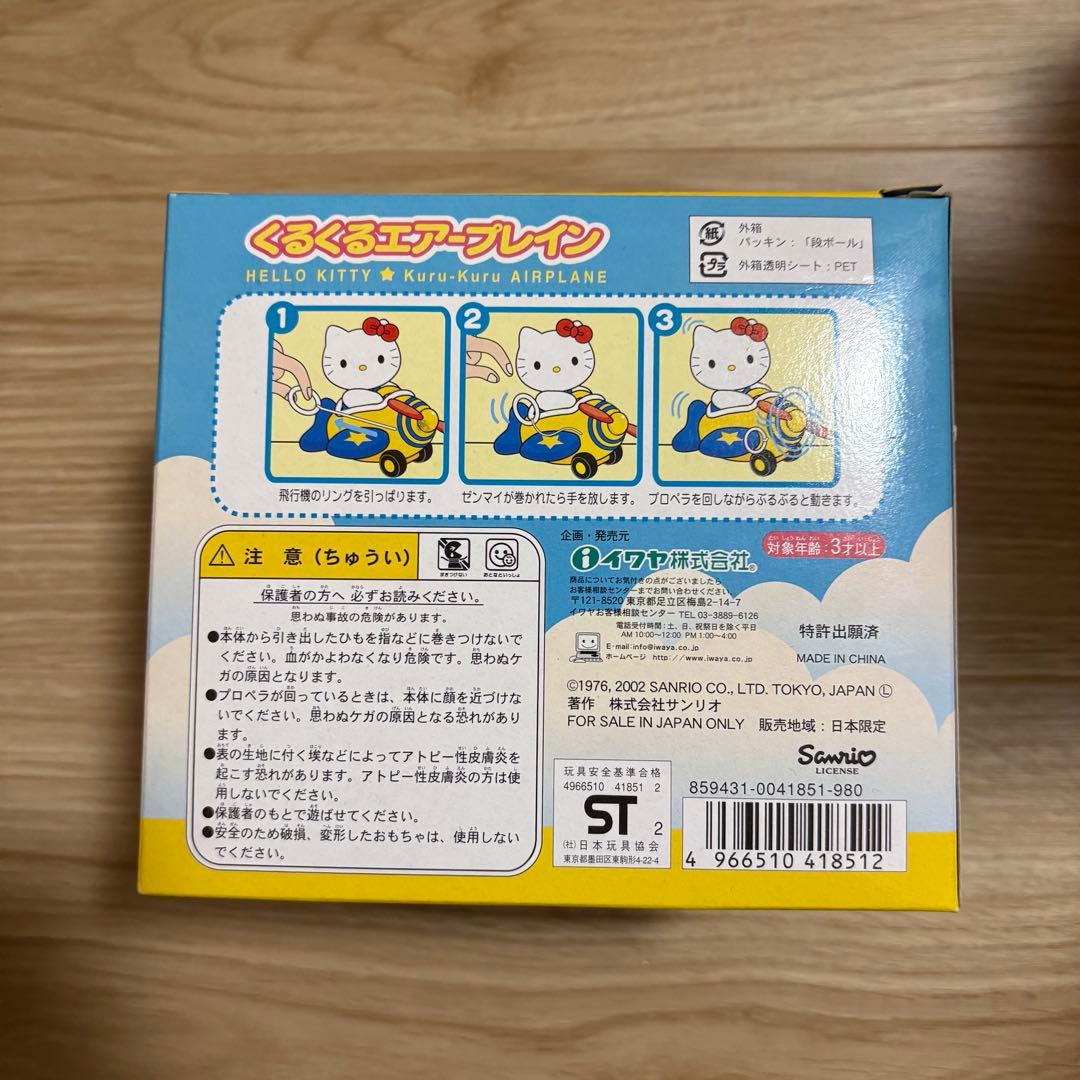 くるくるエアープレイン
HELLO KITTY ★ Kuru-Kuru AIRPLANE
紙 外箱
パッキン:「段ボール」
プラ 外箱透明シート:PET
1
2
3
飛行機のリングを引っぱります。
ゼンマイが巻かれたら手を放します。
プロペラを回しながらぶるぶると動きます。
⚠ 注 意 (ちゅうい)
まきつけない
おとなといっしょ
保護者の方へ 必ずお読みください。
思わぬ事故の危険があります。
●本体から引き出したひもを指などに巻きつけないで
ください。血がかよわなくなり危険です。思わぬケ
ガの原因となります。
●プロペラが回っているときは、本体に顔を近づけな
いでください。思わぬケガの原因となる恐れがあり
ます。
●表の生地に付く埃などによってアトピー性皮膚炎を
起こす恐れがあります。アトピー性皮膚炎の方は使
用しないでください。
●保護者のもとで遊ばせてください。
●安全のため破損、変形したおもちゃは、使用しない
でください。
企画・発売元
イワヤ株式会社®
対象年齢:3才以上
商品についてお気付きの点がございましたら
お客様相談センターまでお問い合わせください。
〒121-8520 東京都足立区梅島2-14-7
イワヤお客様相談センター TEL 03-3889-6126
電話受付時間:土、日、祝祭日を除く平日
AM 10:00〜12:00 PM 1:00〜4:00
E-mail:info@iwaya.co.jp
ホームページ http://www.iwaya.co.jp
特許出願済
MADE IN CHINA
©1976, 2002 SANRIO CO., LTD. TOKYO, JAPAN Ⓛ
著作 株式会社サンリオ
FOR SALE IN JAPAN ONLY 販売地域:日本限定
Sanrio
LICENSE
玩具安全基準合格
4966510 41851 2
ST 2
(社)日本玩具協会
東京都墨田区東駒形4-22-4
859431-0041851-980
4 966510 418512